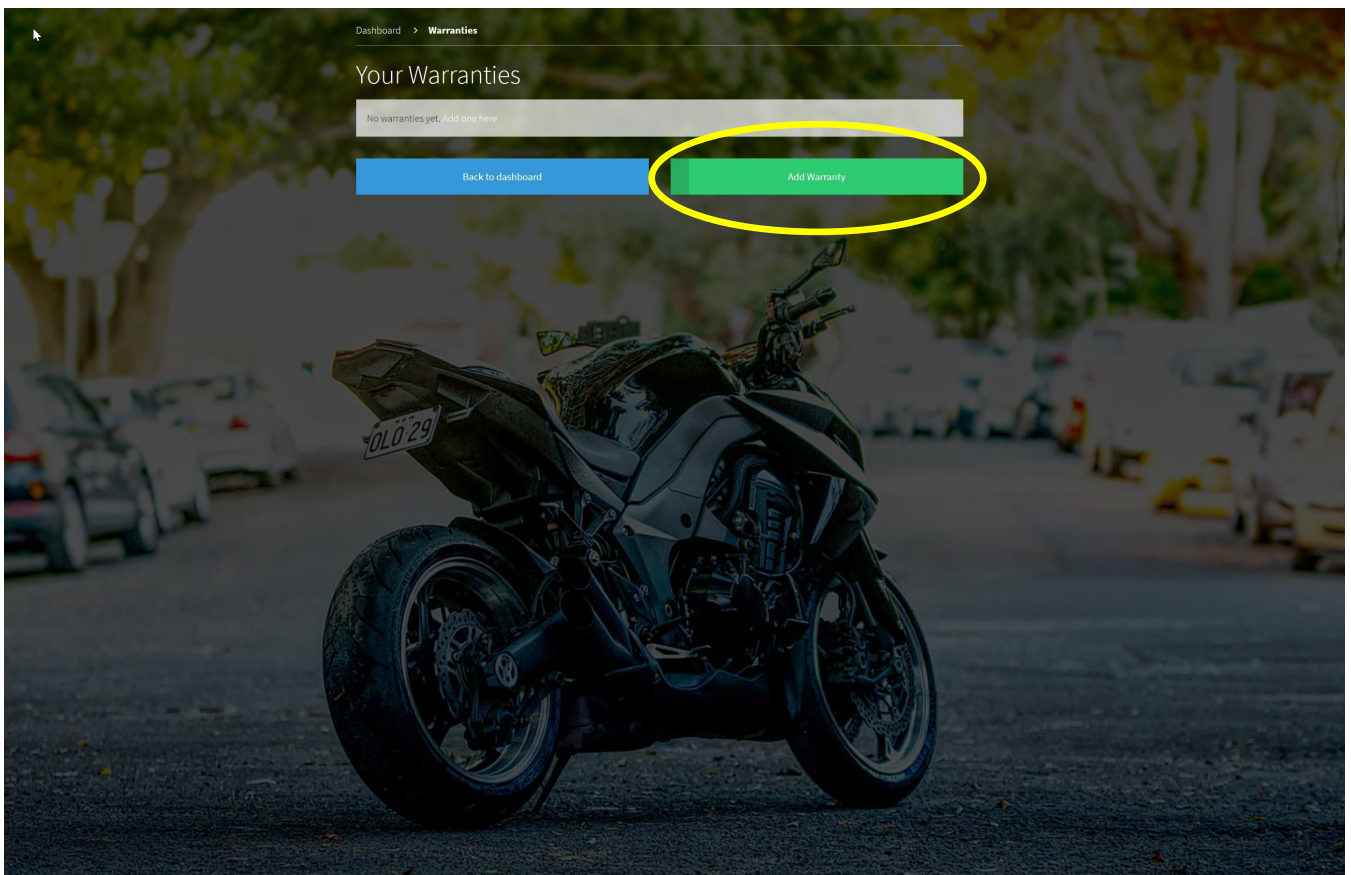 Dashboard > Warranties
Your Warranties
No warranties yet. Add one here
Back to dashboard
Add Warranty
OLO·29